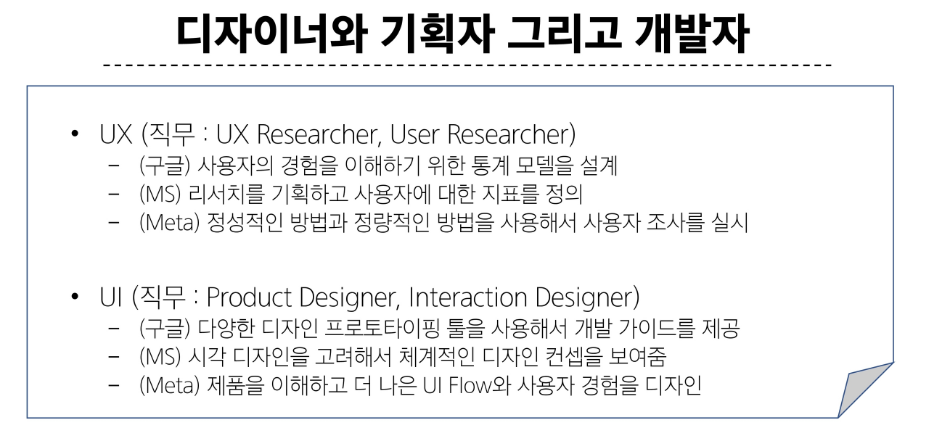 디자이너와 기획자 그리고 개발자
• UX (직무 : UX Researcher, User Researcher)
– (구글) 사용자의 경험을 이해하기 위한 통계 모델을 설계
– (MS) 리서치를 기획하고 사용자에 대한 지표를 정의
– (Meta) 정성적인 방법과 정량적인 방법을 사용해서 사용자 조사를 실시
• UI (직무 : Product Designer, Interaction Designer)
– (구글) 다양한 디자인 프로토타이핑 툴을 사용해서 개발 가이드를 제공
– (MS) 시각 디자인을 고려해서 체계적인 디자인 컨셉을 보여줌
– (Meta) 제품을 이해하고 더 나은 UI Flow와 사용자 경험을 디자인